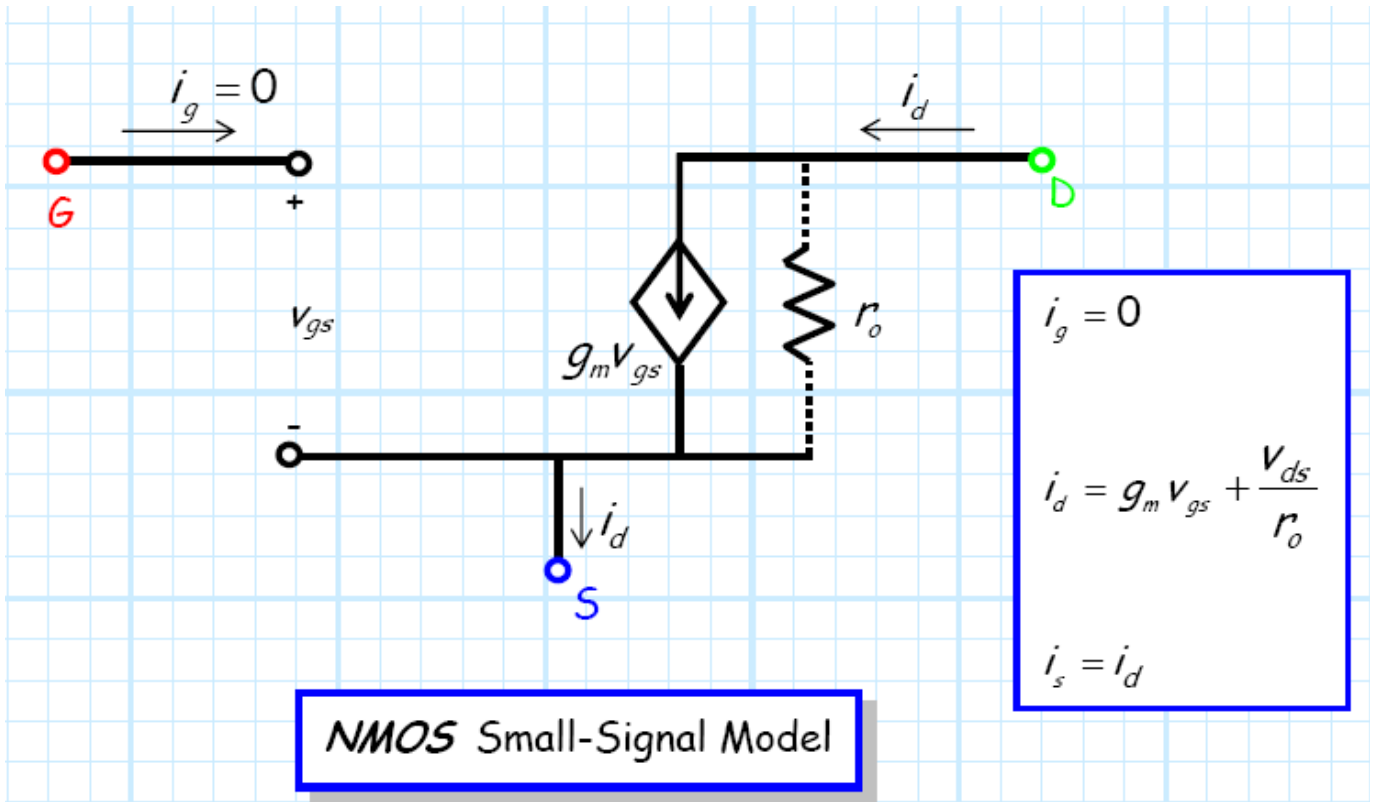 i_g = 0
i_d
G
+
D
v_gs
g_m v_gs
r_o
-
i_d
S
i_g = 0
i_d = g_m v_gs + v_ds / r_o
i_s = i_d
NMOS Small-Signal Model